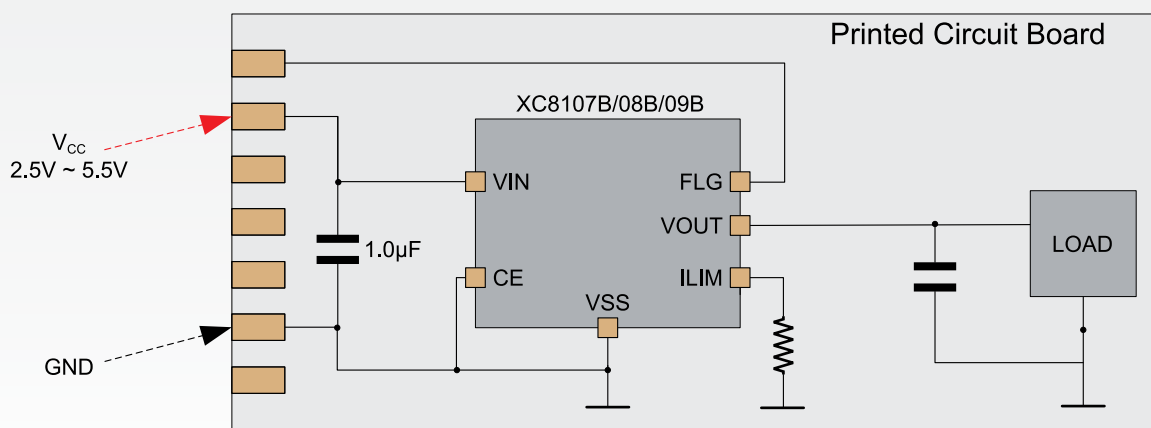 Printed Circuit Board
XC8107B/08B/09B
VCC
2.5V ~ 5.5V
VIN
FLG
VOUT
LOAD
1.0µF
CE
ILIM
VSS
GND